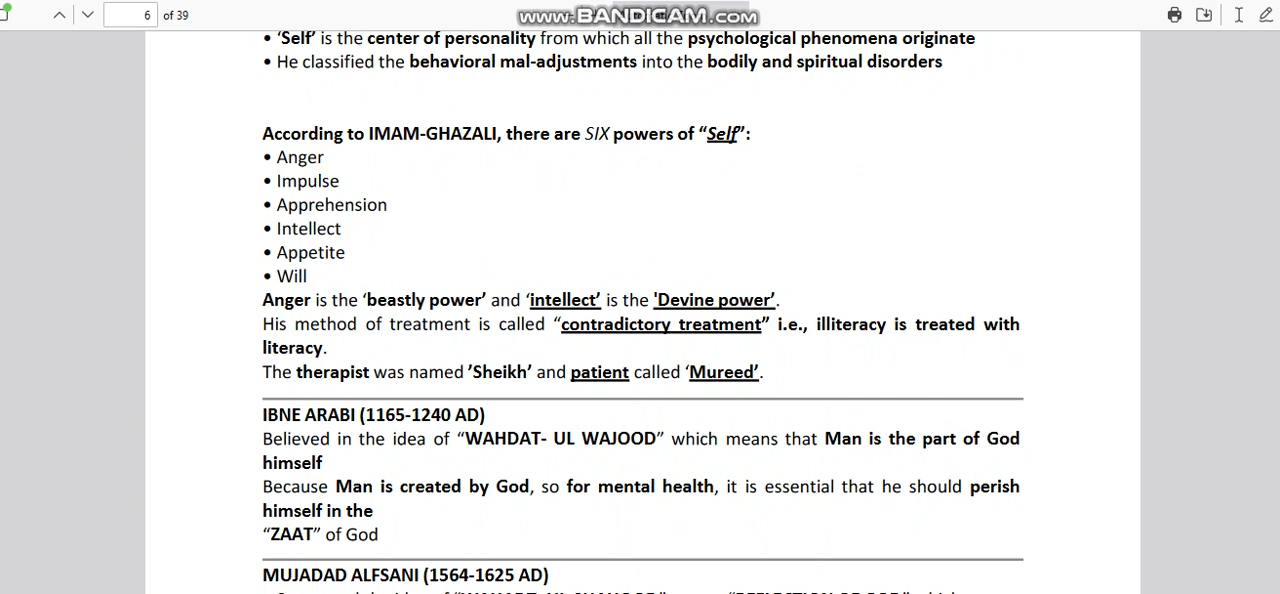 6 of 39
www.BANDICAM.com
• ‘Self’ is the center of personality from which all the psychological phenomena originate
• He classified the behavioral mal-adjustments into the bodily and spiritual disorders
According to IMAM-GHAZALI, there are SIX powers of “Self”:
• Anger
• Impulse
• Apprehension
• Intellect
• Appetite
• Will
Anger is the ‘beastly power’ and ‘intellect’ is the 'Devine power’.
His method of treatment is called “contradictory treatment” i.e., illiteracy is treated with
literacy.
The therapist was named ’Sheikh’ and patient called ‘Mureed’.
IBNE ARABI (1165-1240 AD)
Believed in the idea of “WAHDAT- UL WAJOOD” which means that Man is the part of God
himself
Because Man is created by God, so for mental health, it is essential that he should perish
himself in the
“ZAAT” of God
MUJADAD ALFSANI (1564-1625 AD)